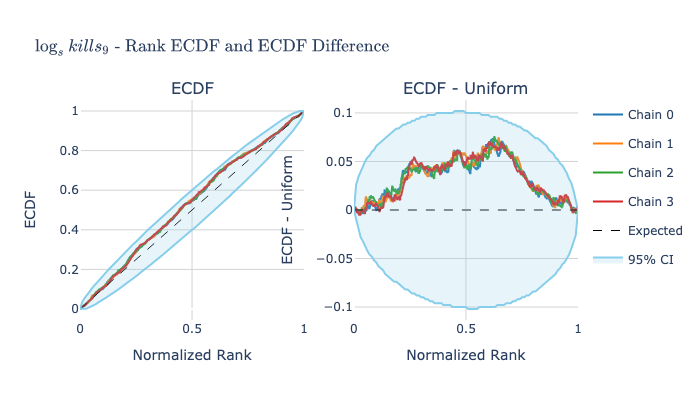 log_s kills_9 - Rank ECDF and ECDF Difference
ECDF
ECDF - Uniform
1
0.8
0.6
0.4
0.2
0
0
0.5
1
ECDF
Normalized Rank
0.1
0.05
0
−0.05
−0.1
0
0.5
1
ECDF - Uniform
Normalized Rank
Chain 0
Chain 1
Chain 2
Chain 3
Expected
95% CI